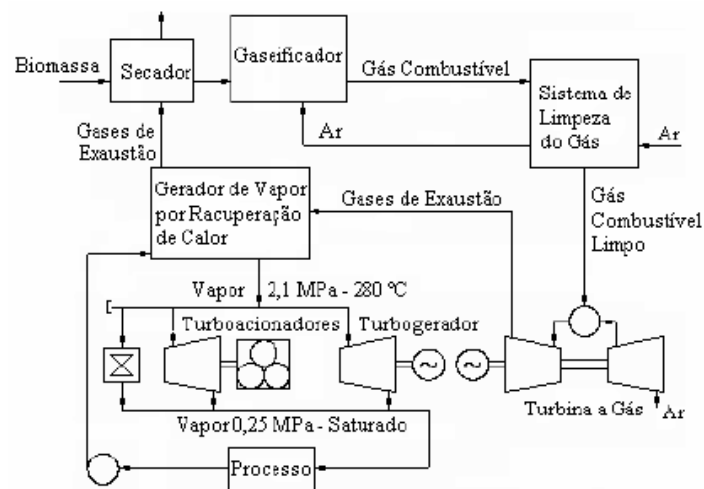 Biomassa
Secador
Gaseificador
Gás Combustível
Sistema de
Limpeza
do Gás
Ar
Ar
Gases de
Exaustão
Gerador de Vapor
por Racuperação
de Calor
Gases de Exaustão
Gás
Combustível
Limpo
Vapor 2,1 MPa - 280 ºC
Turboacionadores
Turbogerador
~
~
Turbina a Gás
Ar
Vapor 0,25 MPa - Saturado
Processo